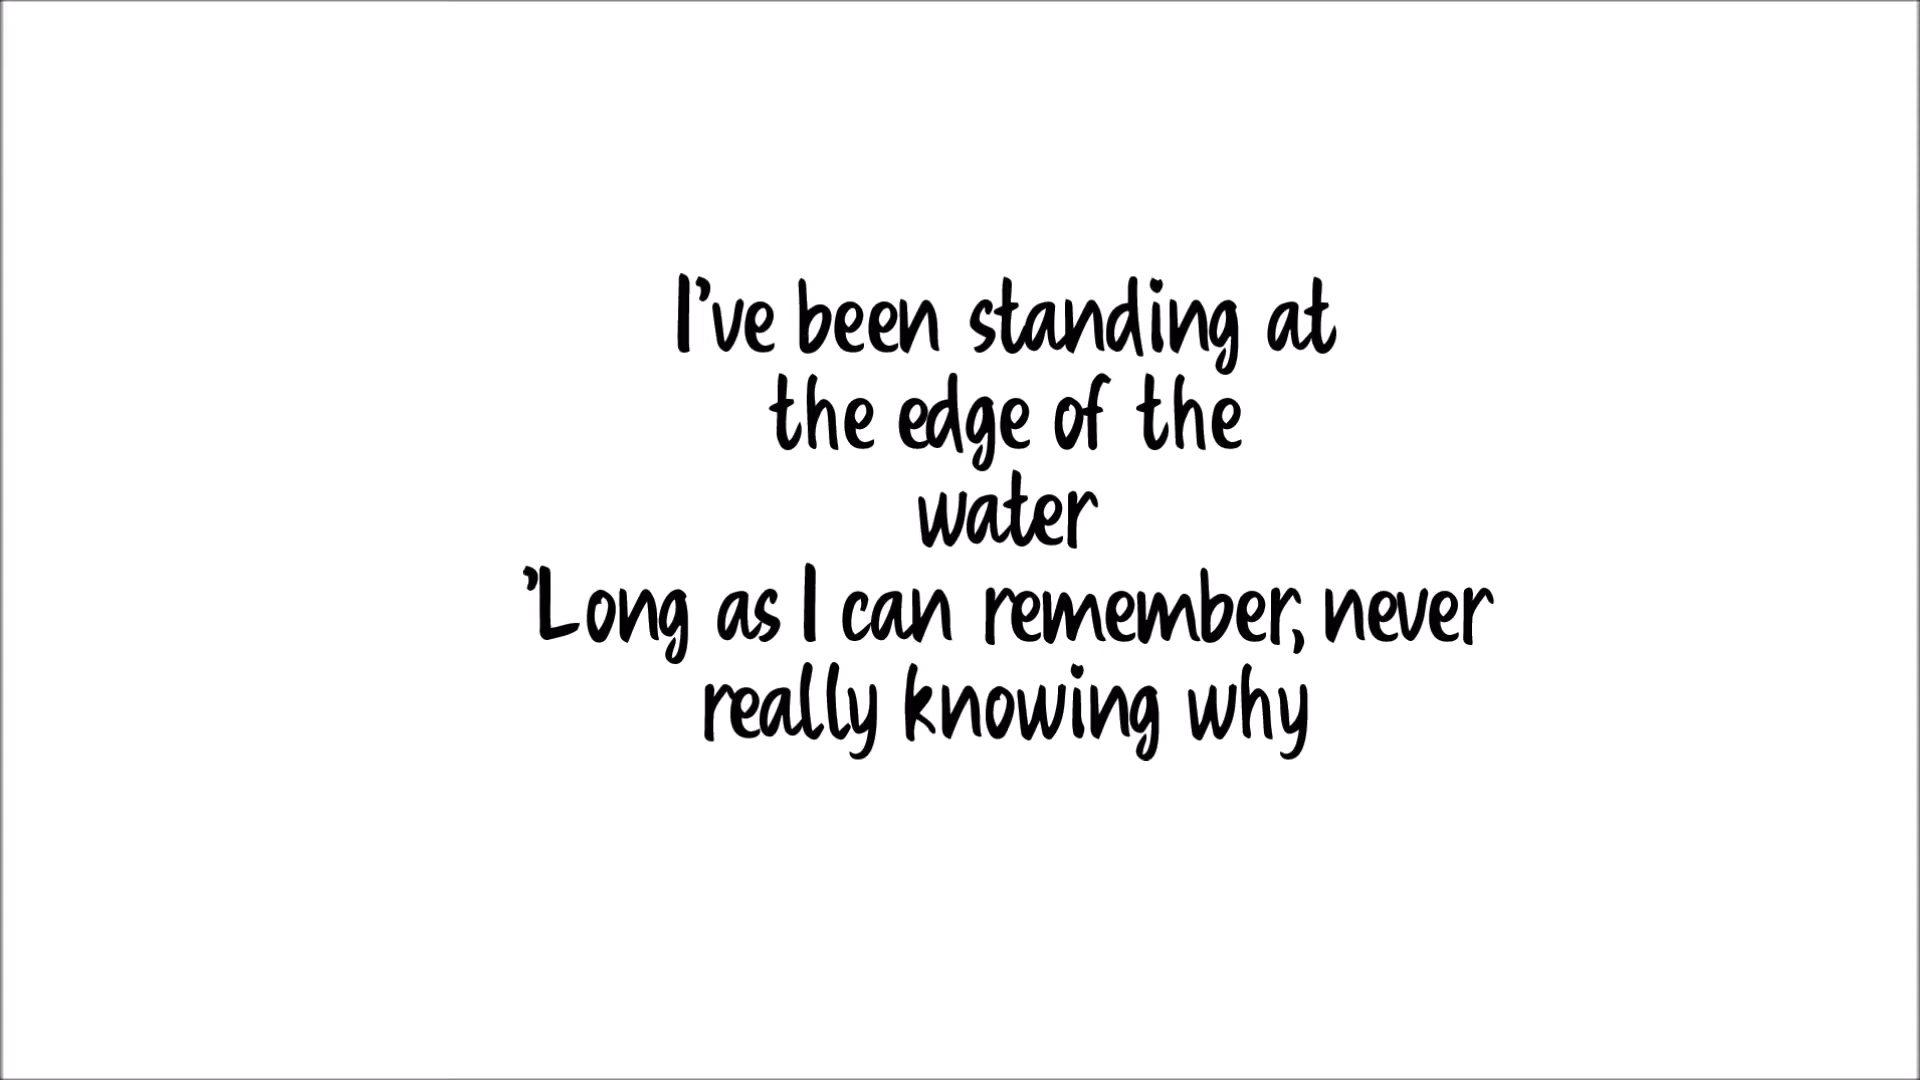 I've been standing at
the edge of the
water
'Long as I can remember, never
really knowing why